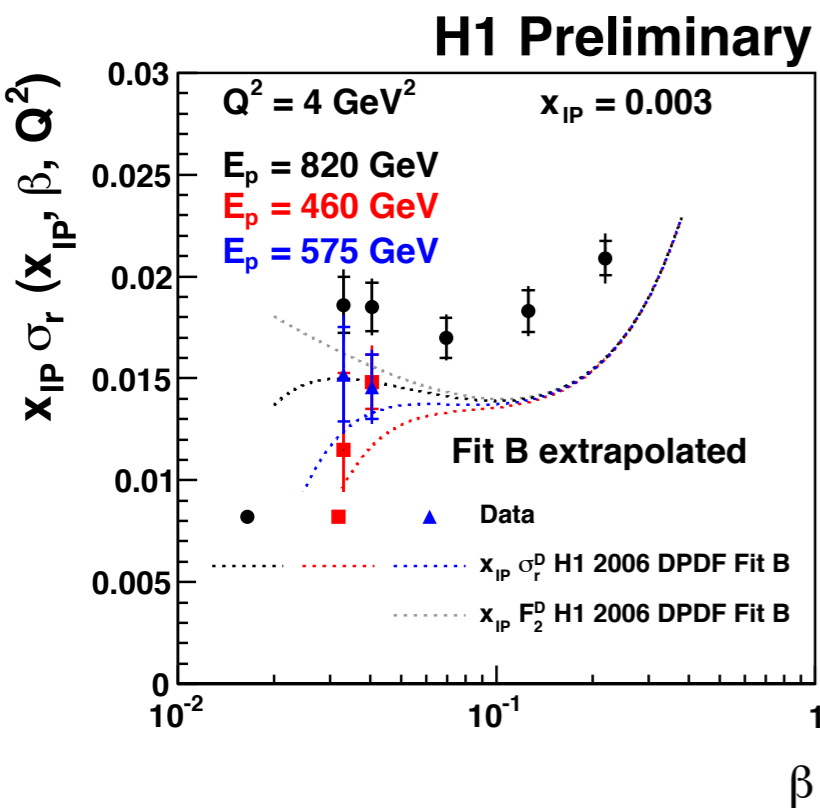 H1 Preliminary
x_IP σ_r (x_IP, β, Q²)
0.03
0.025
0.02
0.015
0.01
0.005
0
Q² = 4 GeV²
x_IP = 0.003
E_p = 820 GeV
E_p = 460 GeV
E_p = 575 GeV
Fit B extrapolated
Data
x_IP σ_r^D H1 2006 DPDF Fit B
x_IP F_2^D H1 2006 DPDF Fit B
10⁻²
10⁻¹
1
β